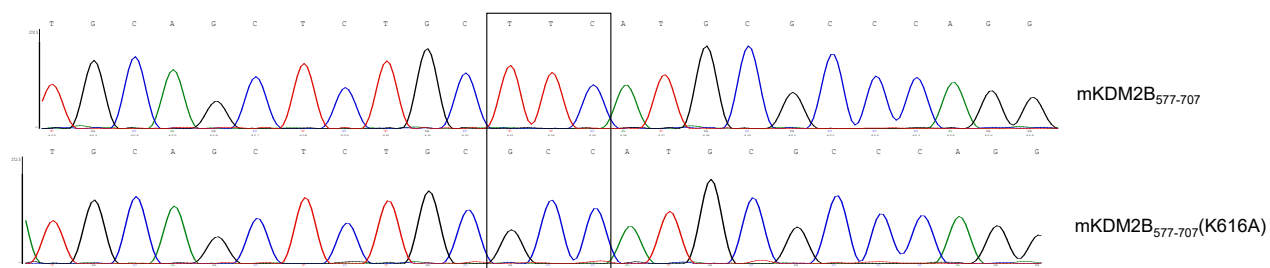 T G C A G C T C T G C T T C A T G C G C C C A G G
mKDM2B577-707
T G C A G C T C T G C G C C A T G C G C C C A G G
mKDM2B577-707(K616A)